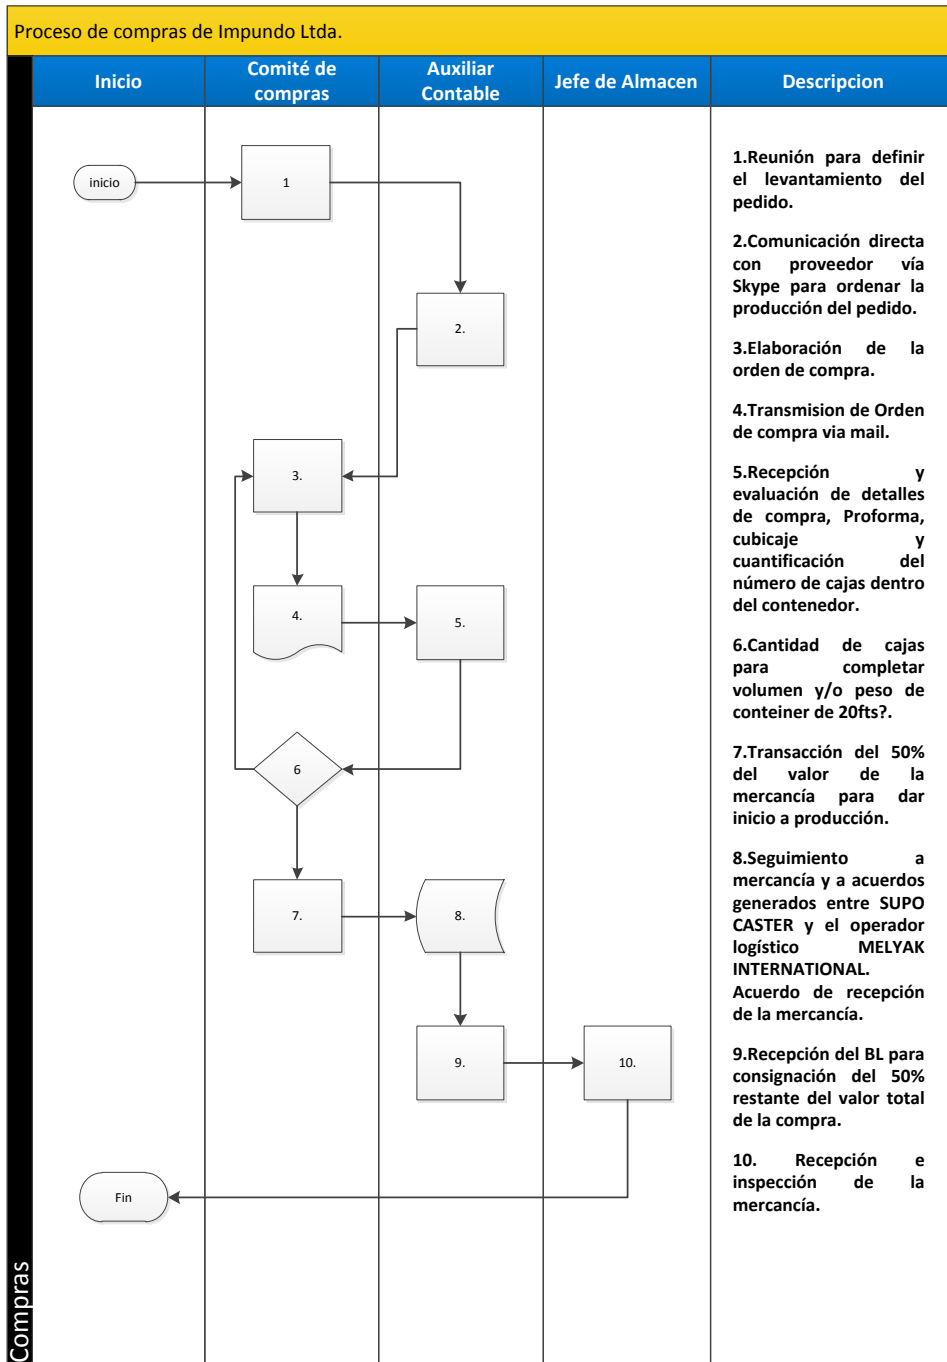 Proceso de compras de Impundo Ltda.
Inicio
Comité de
compras
Auxiliar
Contable
Jefe de Almacen
Descripcion
inicio
1
2.
3.
4.
5.
6
7.
8.
9.
10.
Fin
Compras
1.Reunión para definir
el levantamiento del
pedido.
2.Comunicación directa
con proveedor vía
Skype para ordenar la
producción del pedido.
3.Elaboración de la
orden de compra.
4.Transmision de Orden
de compra via mail.
5.Recepción y
evaluación de detalles
de compra, Proforma,
cubicaje y
cuantificación del
número de cajas dentro
del contenedor.
6.Cantidad de cajas
para completar
volumen y/o peso de
conteiner de 20fts?.
7.Transacción del 50%
del valor de la
mercancía para dar
inicio a producción.
8.Seguimiento a
mercancía y a acuerdos
generados entre SUPO
CASTER y el operador
logístico MELYAK
INTERNATIONAL.
Acuerdo de recepción
de la mercancía.
9.Recepción del BL para
consignación del 50%
restante del valor total
de la compra.
10. Recepción e
inspección de la
mercancía.